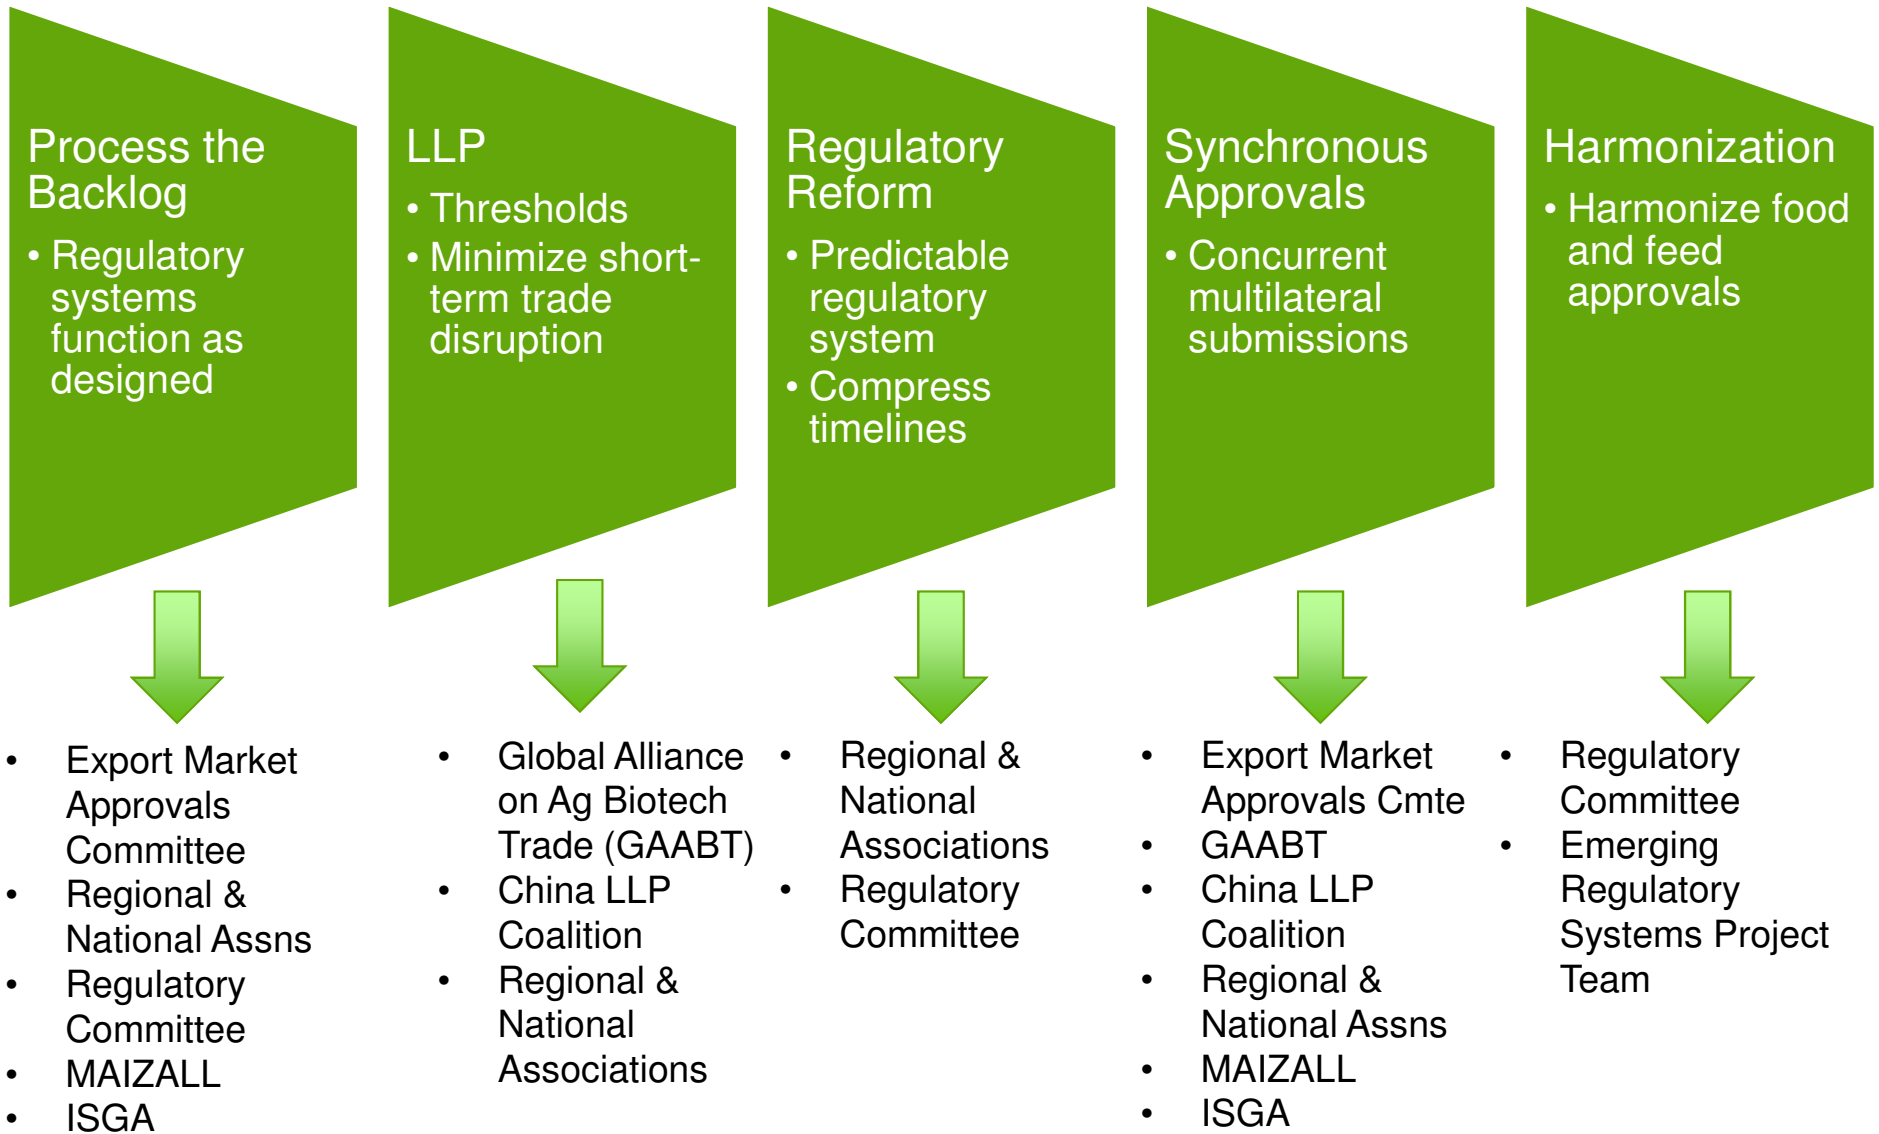 Process the
Backlog
• Regulatory
systems
function as
designed
LLP
• Thresholds
• Minimize short-
term trade
disruption
Regulatory
Reform
• Predictable
regulatory
system
• Compress
timelines
Synchronous
Approvals
• Concurrent
multilateral
submissions
Harmonization
• Harmonize food
and feed
approvals
• Export Market
Approvals
Committee
• Regional &
National Assns
• Regulatory
Committee
• MAIZALL
• ISGA
• Global Alliance
on Ag Biotech
Trade (GAABT)
• China LLP
Coalition
• Regional &
National
Associations
• Regional &
National
Associations
• Regulatory
Committee
• Export Market
Approvals Cmte
• GAABT
• China LLP
Coalition
• Regional &
National Assns
• MAIZALL
• ISGA
• Regulatory
Committee
• Emerging
Regulatory
Systems Project
Team